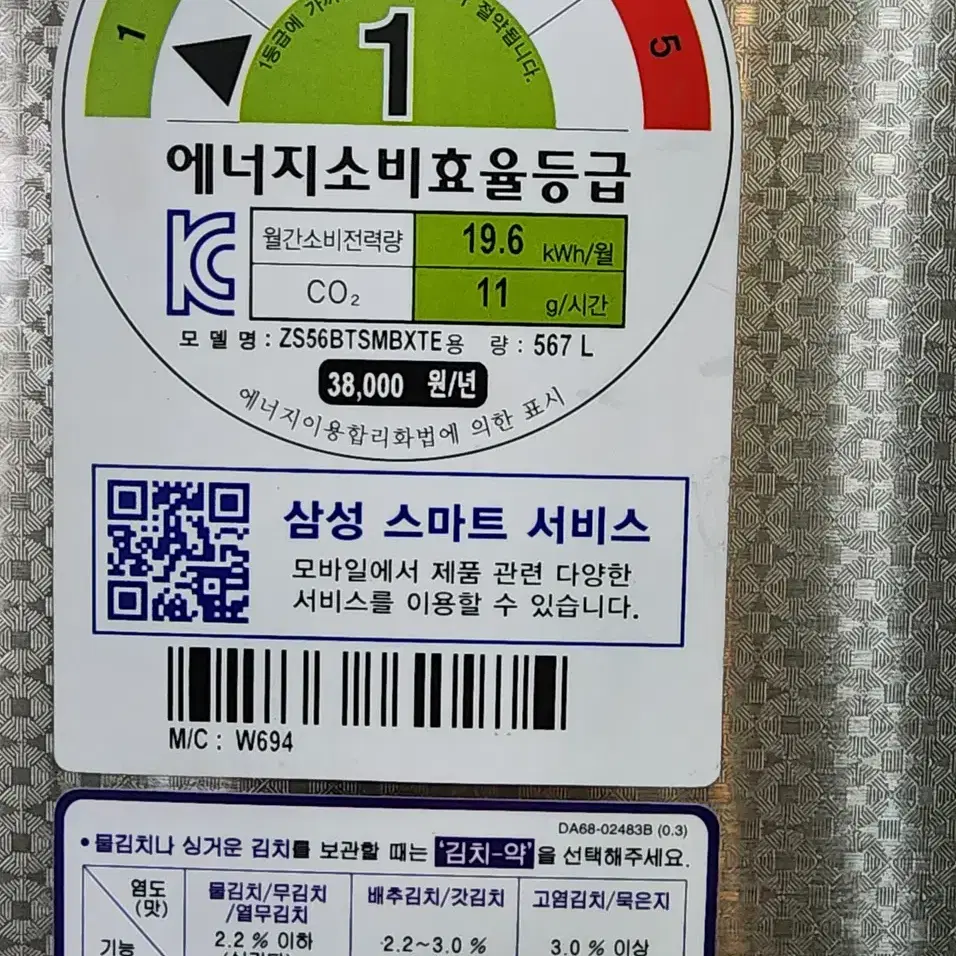 1
5
1등급에 가까
절약됩니다.
1
에너지소비효율등급
KC
월간소비전력량 19.6 kWh/월
CO₂ 11 g/시간
모 델 명 : ZS56BTSMBXTE 용 량 : 567 L
38,000 원/년
에너지이용합리화법에 의한 표시
삼성 스마트 서비스
모바일에서 제품 관련 다양한
서비스를 이용할 수 있습니다.
M/C : W694
DA68-02483B (0.3)
• 물김치나 싱거운 김치를 보관할 때는 '김치-약'을 선택해주세요.
염도 물김치/무김치 배추김치/갓김치 고염김치/묵은지
(맛) /열무김치
기능 2.2 % 이하 2.2~3.0 % 3.0 % 이상